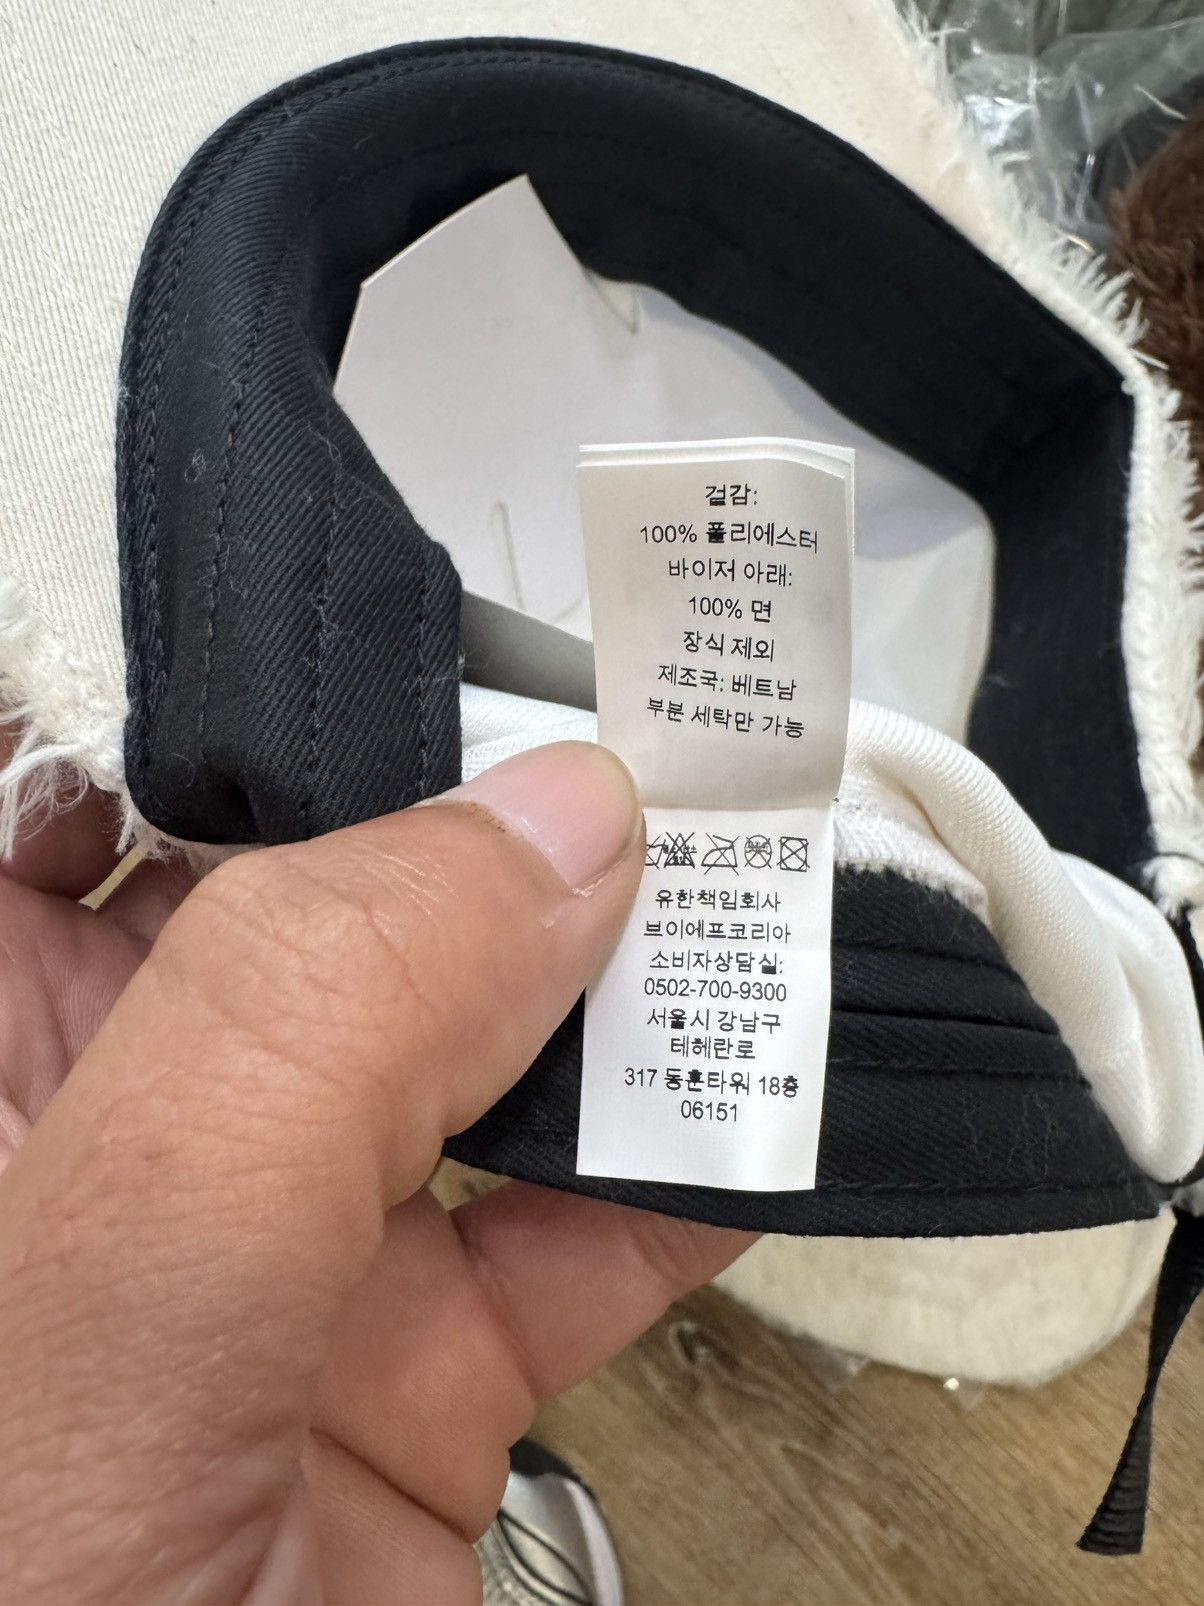 겉감:
100% 폴리에스터
바이저 아래:
100% 면
장식 제외
제조국: 베트남
부분 세탁만 가능
유한책임회사
브이에프코리아
소비자상담실:
0502-700-9300
서울시 강남구
테헤란로
317 동훈타워 18층
06151